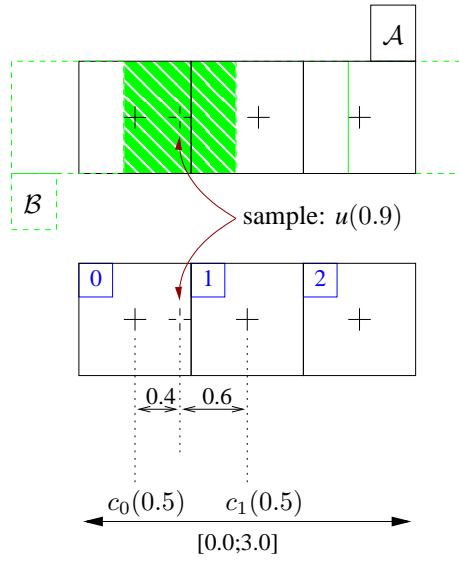 𝒜
ℬ
sample: u(0.9)
0 1 2
0.4 0.6
c₀(0.5) c₁(0.5)
[0.0;3.0]